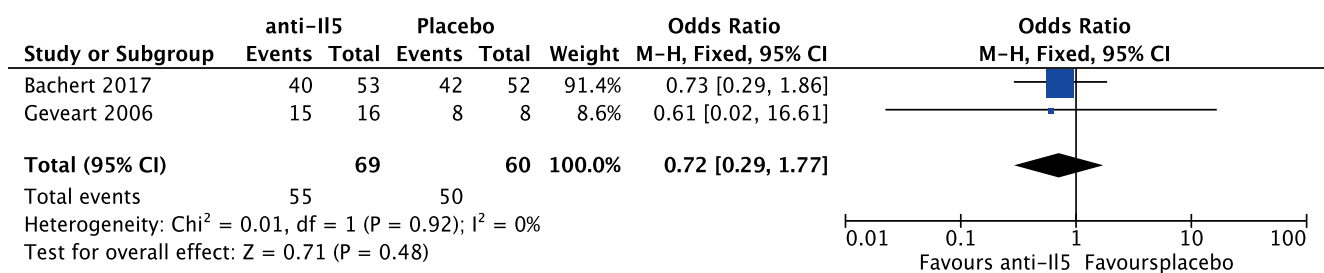 anti-Il5 Placebo Odds Ratio Odds Ratio
Study or Subgroup Events Total Events Total Weight M-H, Fixed, 95% CI M-H, Fixed, 95% CI
Bachert 2017 40 53 42 52 91.4% 0.73 [0.29, 1.86]
Geveart 2006 15 16 8 8 8.6% 0.61 [0.02, 16.61]
Total (95% CI) 69 60 100.0% 0.72 [0.29, 1.77]
Total events 55 50
Heterogeneity: Chi² = 0.01, df = 1 (P = 0.92); I² = 0%
Test for overall effect: Z = 0.71 (P = 0.48)
0.01 0.1 1 10 100
Favours anti-Il5 Favoursplacebo